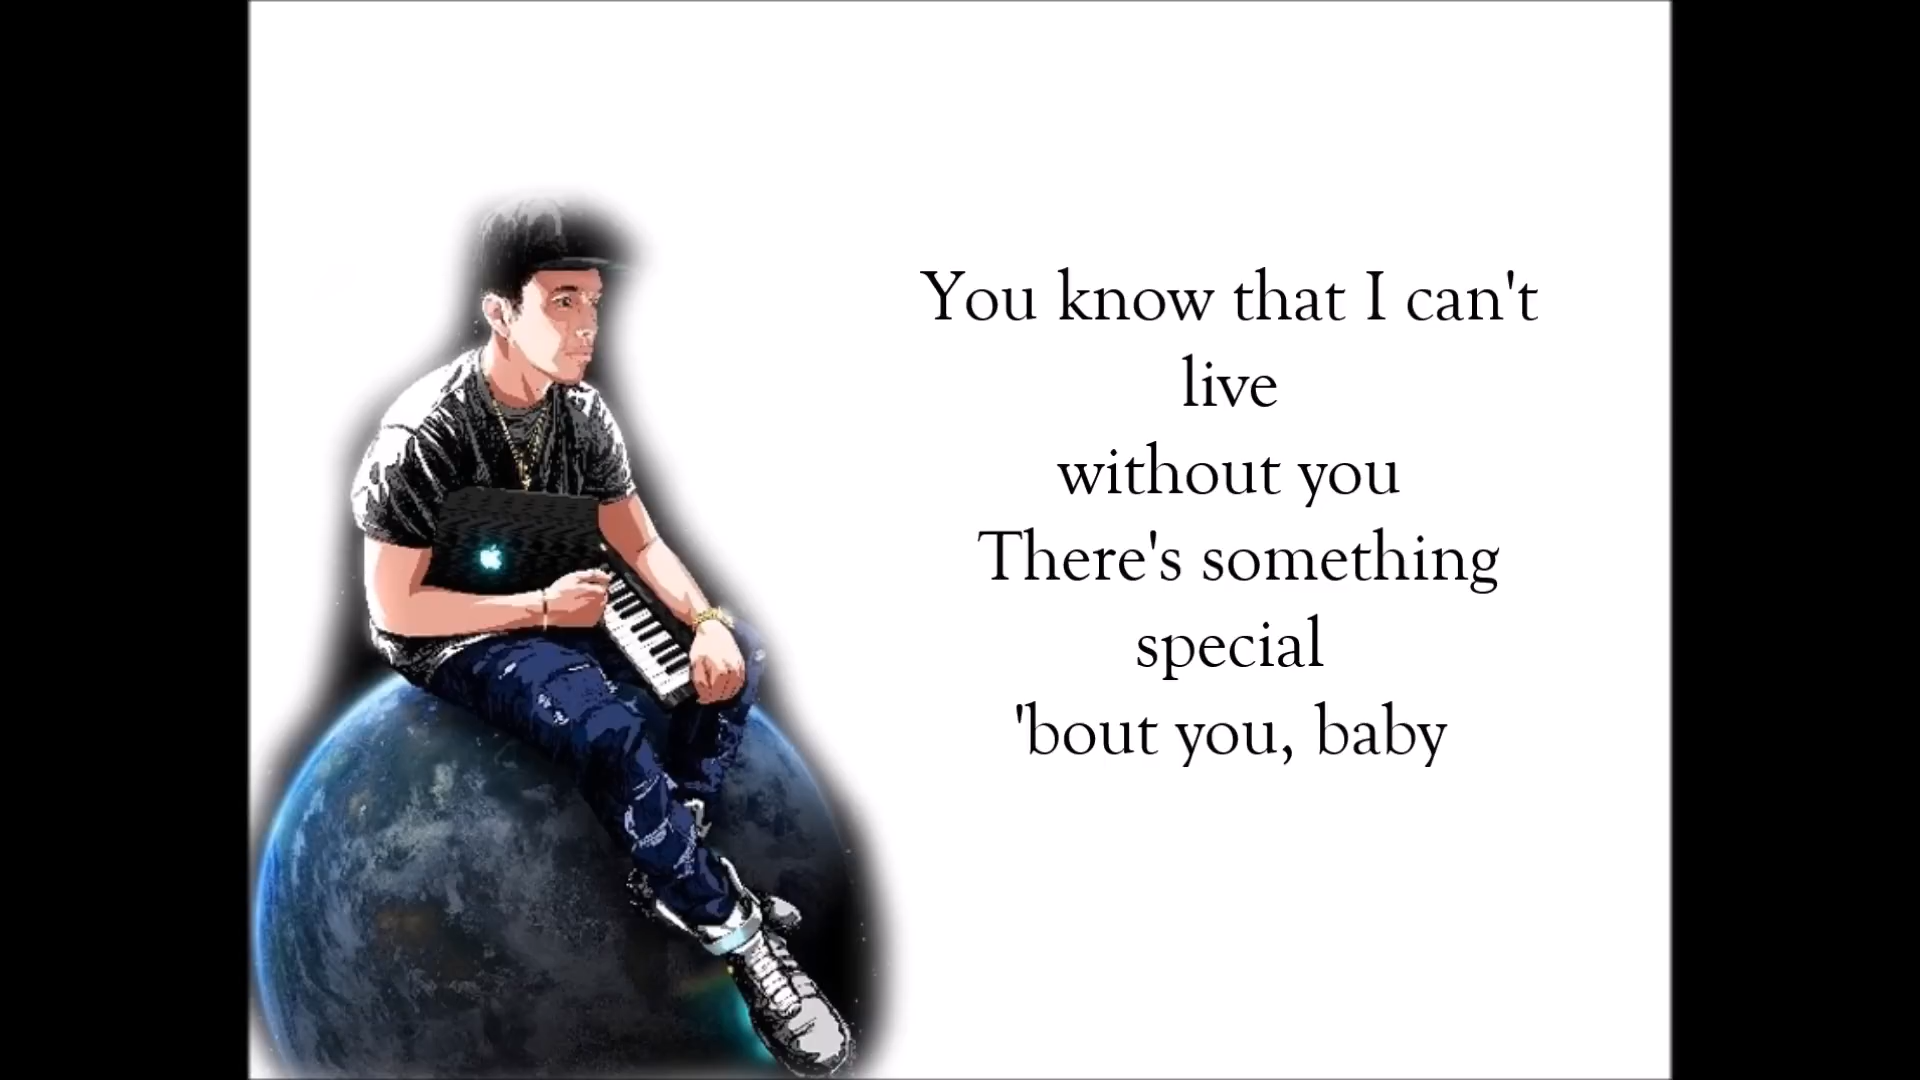 You know that I can't
live
without you
There's something
special
'bout you, baby